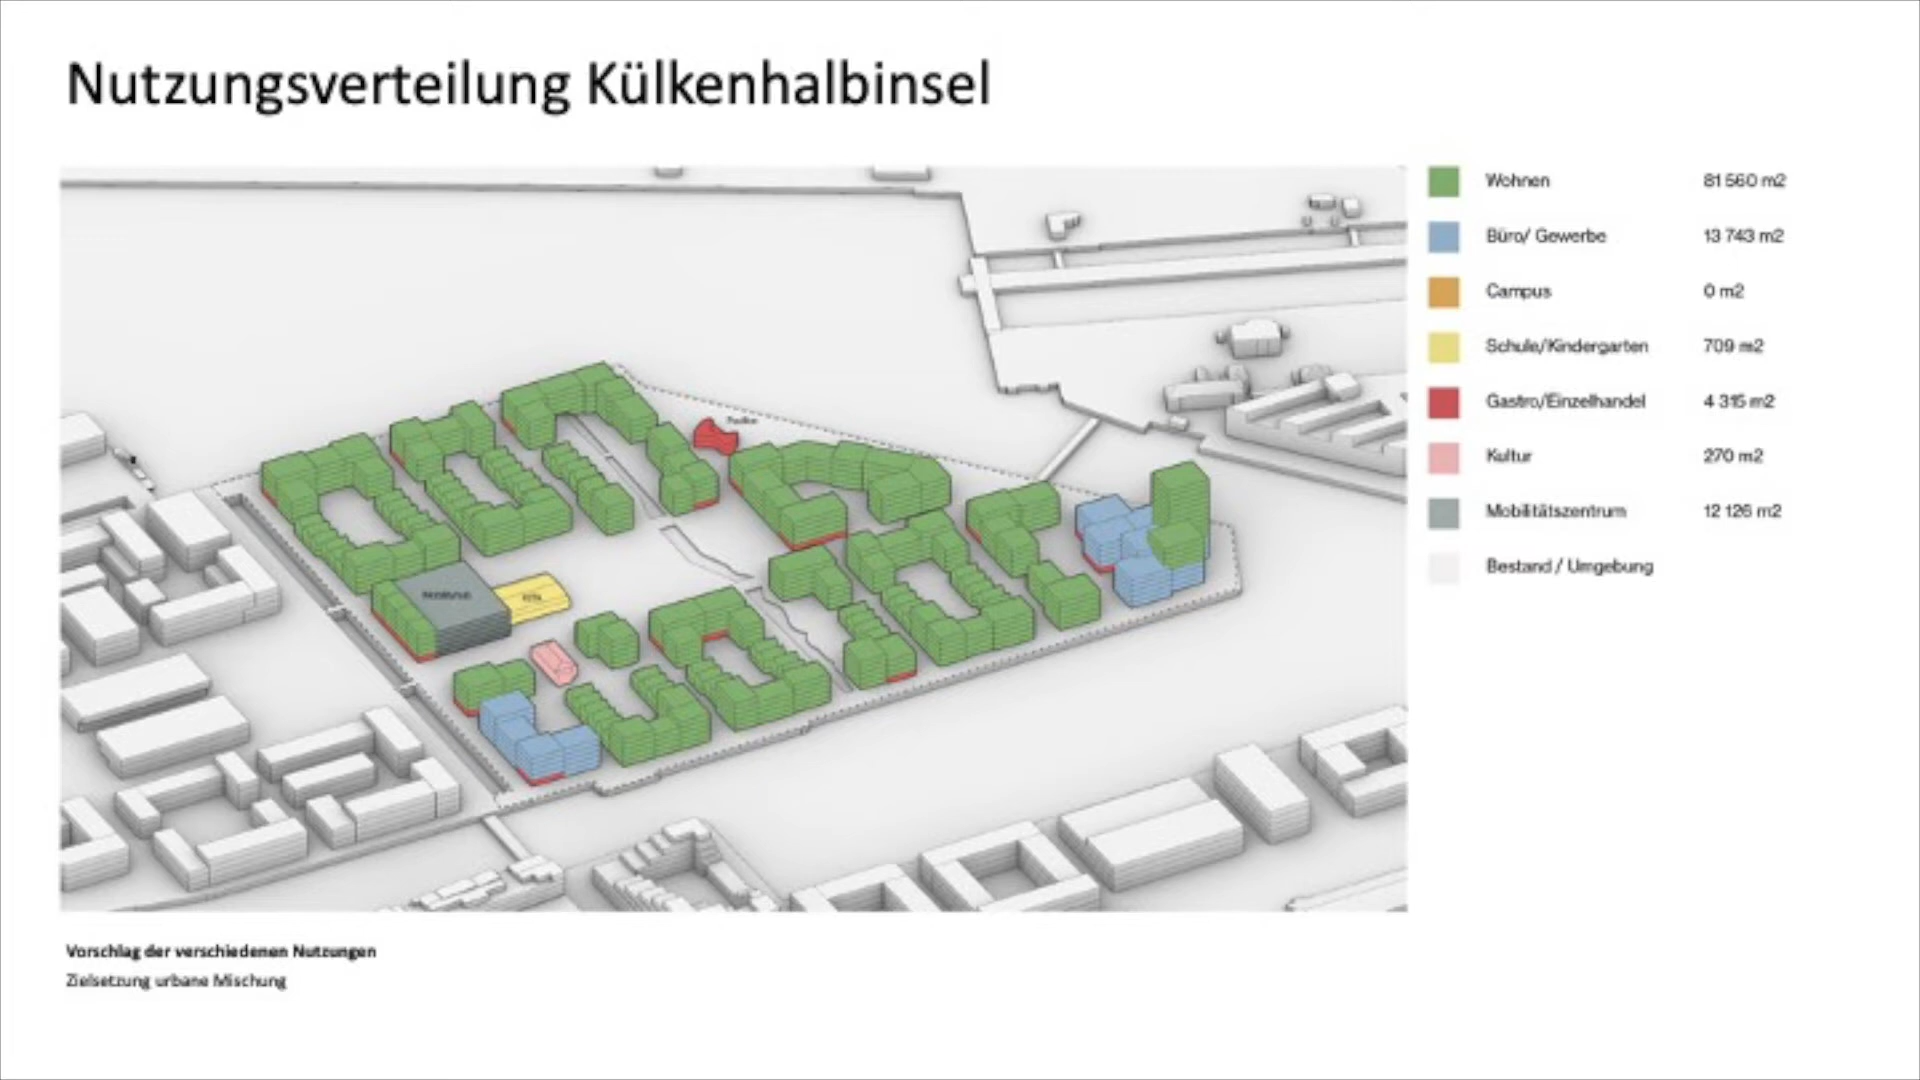 Nutzungsverteilung Külkenhalbinsel
Wohnen 81 560 m2
Büro/ Gewerbe 13 743 m2
Campus 0 m2
Schule/Kindergarten 709 m2
Gastro/Einzelhandel 4 315 m2
Kultur 270 m2
Mobilitätszentrum 12 126 m2
Bestand / Umgebung
Vorschlag der verschiedenen Nutzungen
Zielsetzung urbane Mischung